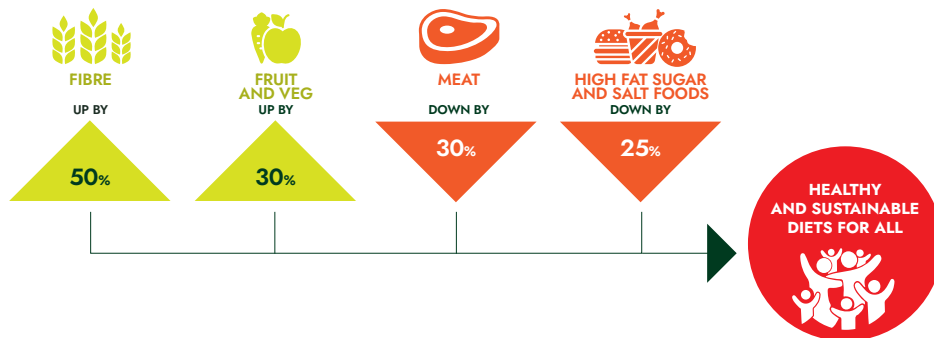 FIBRE
UP BY
50%
FRUIT
AND VEG
UP BY
30%
MEAT
DOWN BY
30%
HIGH FAT SUGAR
AND SALT FOODS
DOWN BY
25%
HEALTHY
AND SUSTAINABLE
DIETS FOR ALL